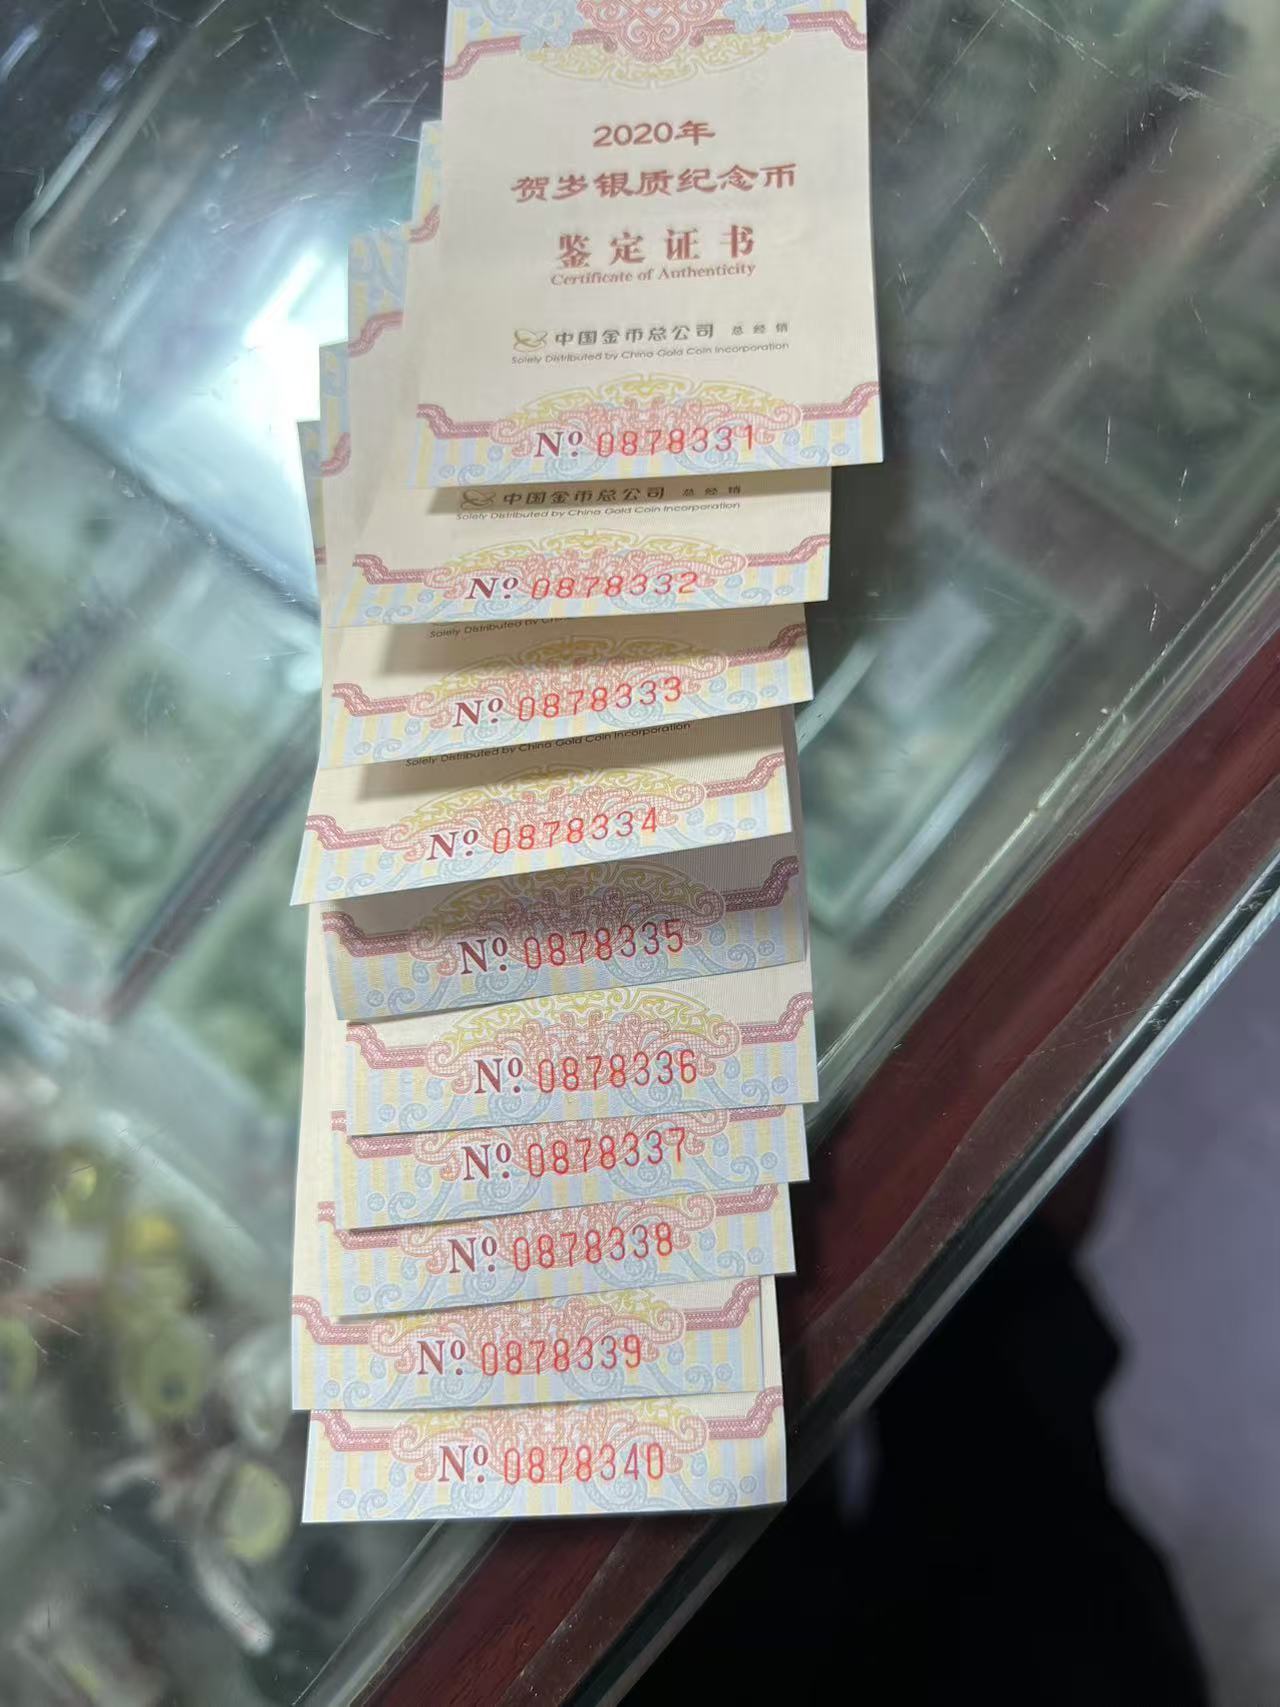 2020年
贺岁银质纪念币
鉴定证书
Certificate of Authenticity
中国金币总公司 总经销
Solely Distributed by China Gold Coin Incorporation
Nº 0878331
中国金币总公司 总经销
Solely Distributed by China Gold Coin Incorporation
Nº 0878332
Solely Distributed by China
Nº 0878333
Solely Distributed by China Gold Coin Incorporation
Nº 0878334
Nº 0878335
Nº 0878336
Nº 0878337
Nº 0878338
Nº 0878339
Nº 0878340